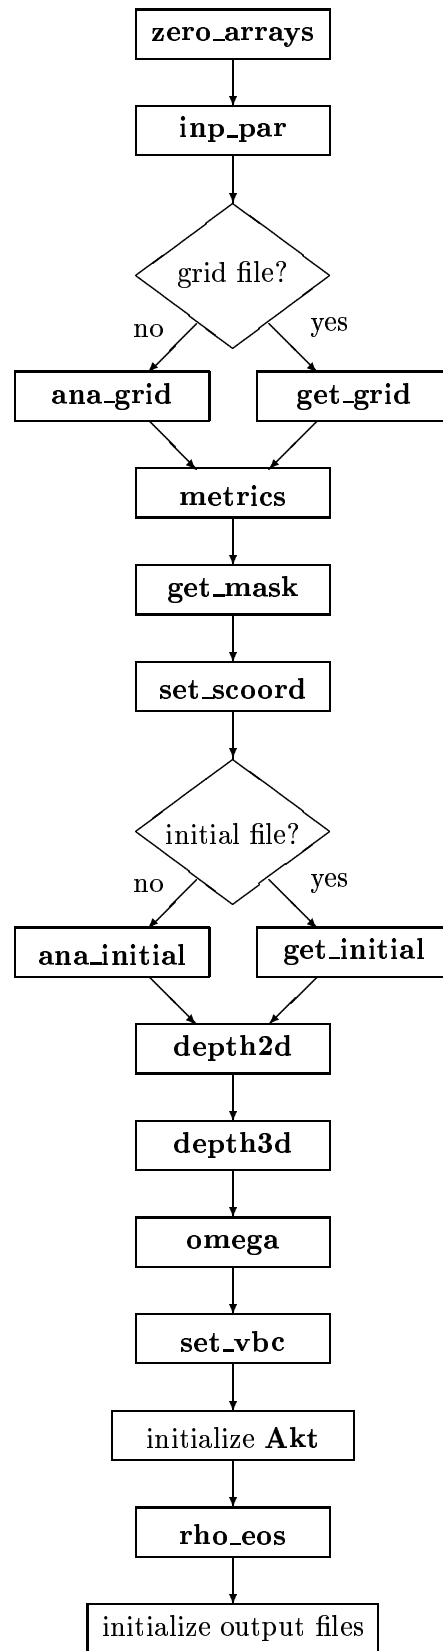 zero_arrays
inp_par
grid file?
no
yes
ana_grid
get_grid
metrics
get_mask
set_scoord
initial file?
no
yes
ana_initial
get_initial
depth2d
depth3d
omega
set_vbc
initialize Akt
rho_eos
initialize output files